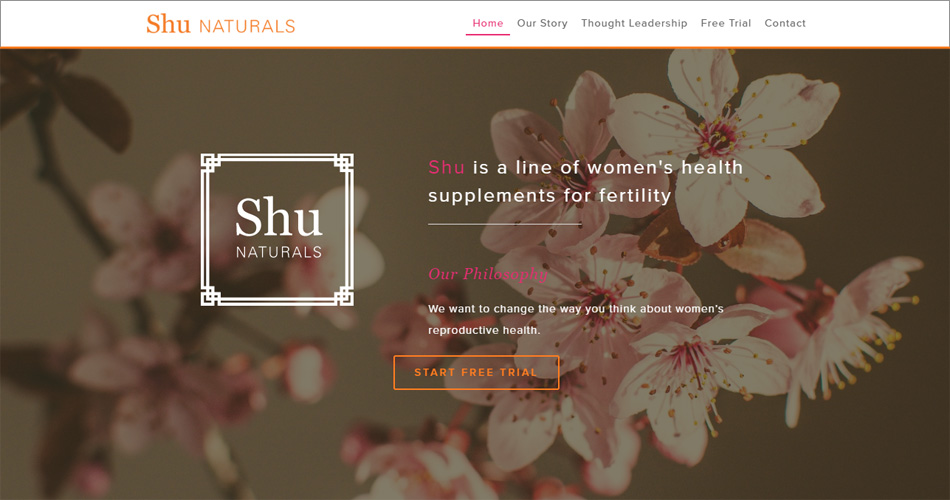 Shu NATURALS
Home Our Story Thought Leadership Free Trial Contact
Shu
NATURALS
Shu is a line of women's health
supplements for fertility
Our Philosophy
We want to change the way you think about women's
reproductive health.
START FREE TRIAL